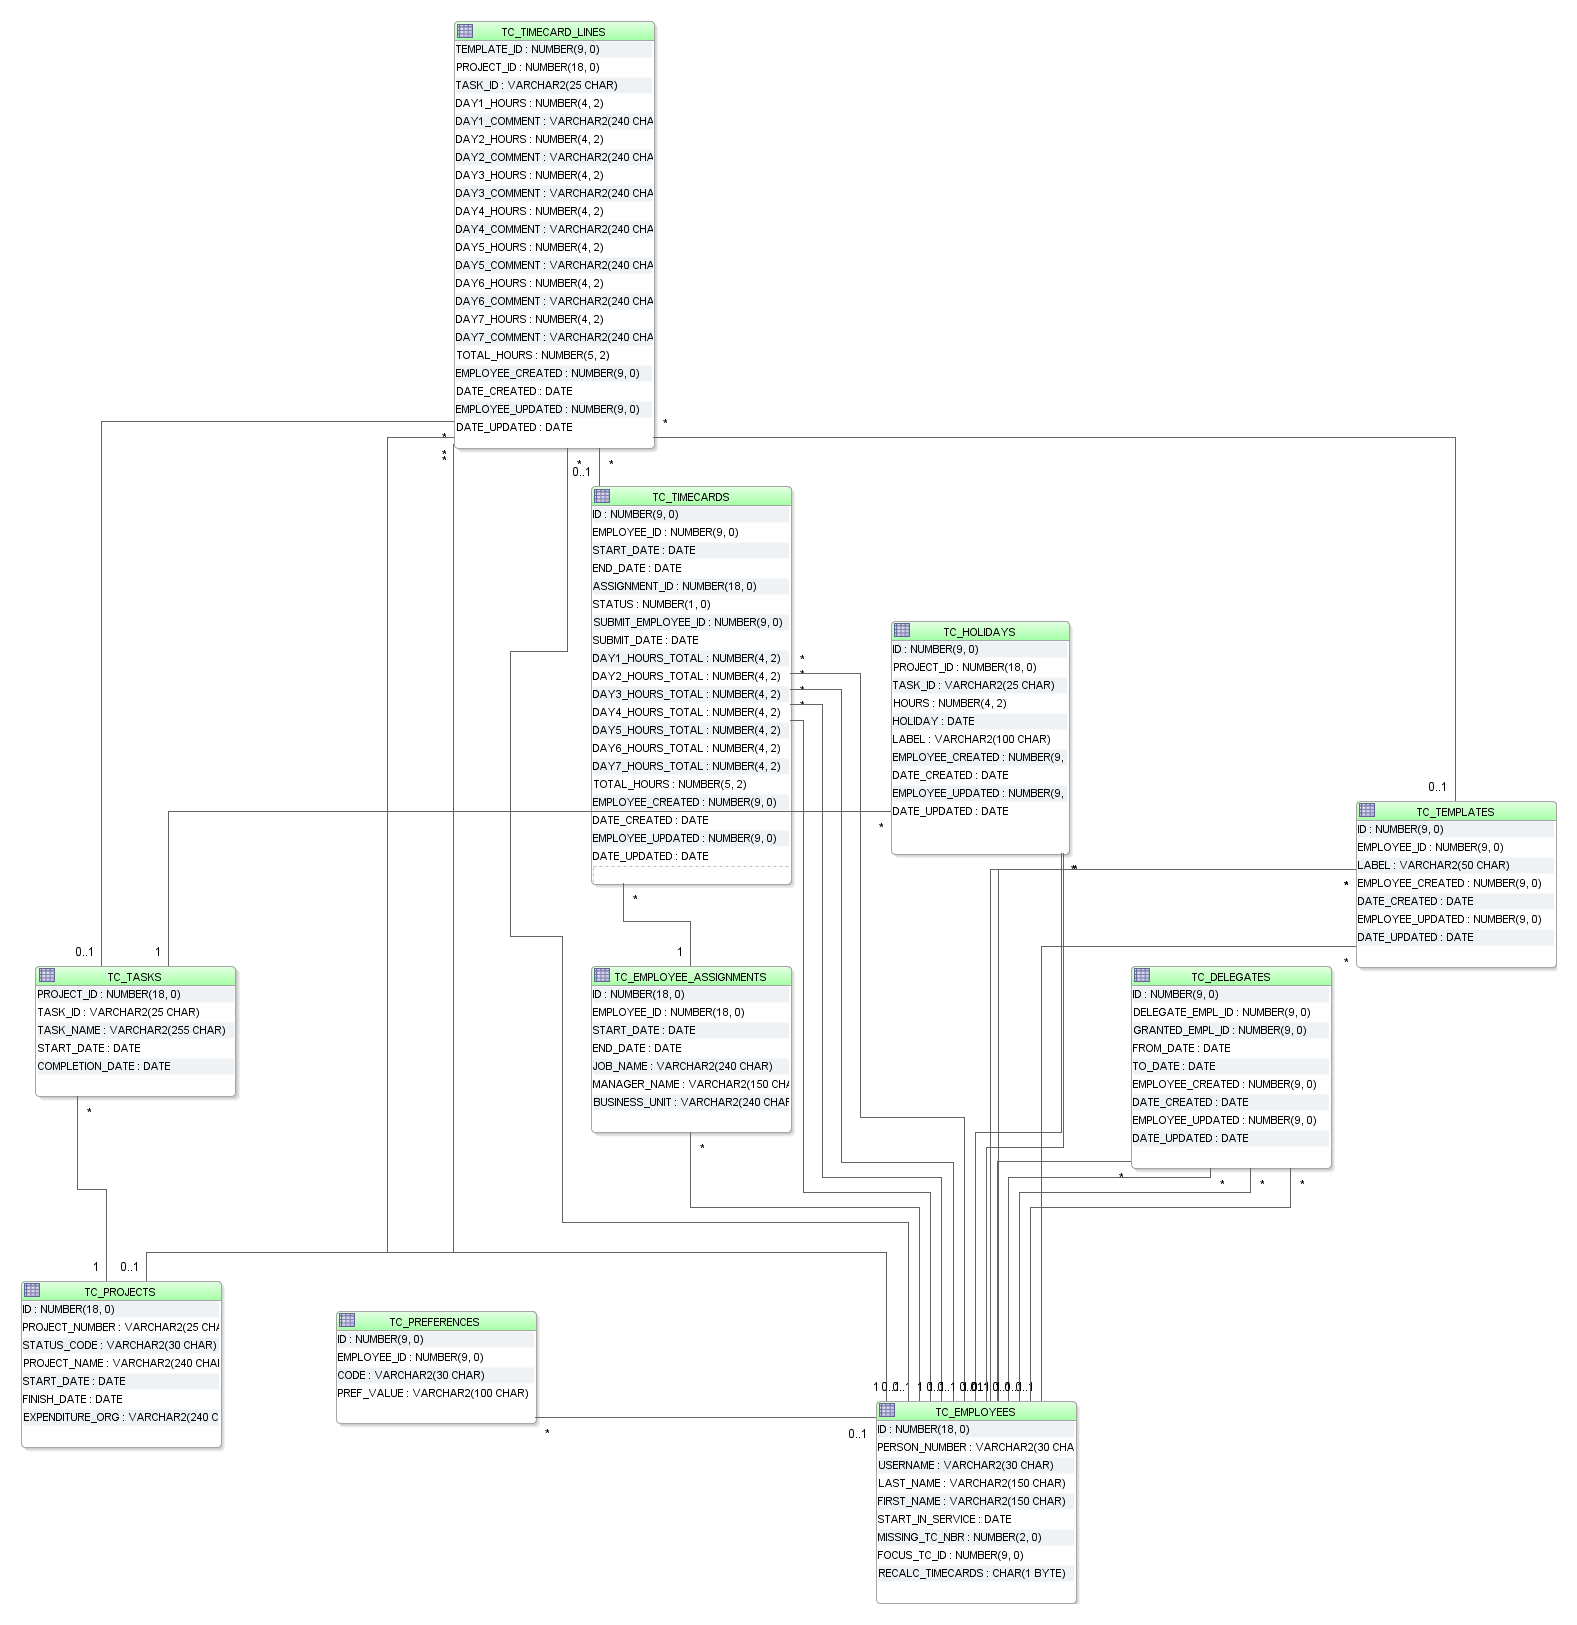 TC_TIMECARD_LINES
TEMPLATE_ID : NUMBER(9, 0)
PROJECT_ID : NUMBER(18, 0)
TASK_ID : VARCHAR2(25 CHAR)
DAY1_HOURS : NUMBER(4, 2)
DAY1_COMMENT : VARCHAR2(240 CHA
DAY2_HOURS : NUMBER(4, 2)
DAY2_COMMENT : VARCHAR2(240 CHA
DAY3_HOURS : NUMBER(4, 2)
DAY3_COMMENT : VARCHAR2(240 CHA
DAY4_HOURS : NUMBER(4, 2)
DAY4_COMMENT : VARCHAR2(240 CHA
DAY5_HOURS : NUMBER(4, 2)
DAY5_COMMENT : VARCHAR2(240 CHA
DAY6_HOURS : NUMBER(4, 2)
DAY6_COMMENT : VARCHAR2(240 CHA
DAY7_HOURS : NUMBER(4, 2)
DAY7_COMMENT : VARCHAR2(240 CHA
TOTAL_HOURS : NUMBER(5, 2)
EMPLOYEE_CREATED : NUMBER(9, 0)
DATE_CREATED : DATE
EMPLOYEE_UPDATED : NUMBER(9, 0)
DATE_UPDATED : DATE
*
*
*
*
*
*
0..1
TC_TIMECARDS
ID : NUMBER(9, 0)
EMPLOYEE_ID : NUMBER(9, 0)
START_DATE : DATE
END_DATE : DATE
ASSIGNMENT_ID : NUMBER(18, 0)
STATUS : NUMBER(1, 0)
SUBMIT_EMPLOYEE_ID : NUMBER(9, 0)
SUBMIT_DATE : DATE
DAY1_HOURS_TOTAL : NUMBER(4, 2)
DAY2_HOURS_TOTAL : NUMBER(4, 2)
DAY3_HOURS_TOTAL : NUMBER(4, 2)
DAY4_HOURS_TOTAL : NUMBER(4, 2)
DAY5_HOURS_TOTAL : NUMBER(4, 2)
DAY6_HOURS_TOTAL : NUMBER(4, 2)
DAY7_HOURS_TOTAL : NUMBER(4, 2)
TOTAL_HOURS : NUMBER(5, 2)
EMPLOYEE_CREATED : NUMBER(9, 0)
DATE_CREATED : DATE
EMPLOYEE_UPDATED : NUMBER(9, 0)
DATE_UPDATED : DATE
*
*
*
*
*
TC_HOLIDAYS
ID : NUMBER(9, 0)
PROJECT_ID : NUMBER(18, 0)
TASK_ID : VARCHAR2(25 CHAR)
HOURS : NUMBER(4, 2)
HOLIDAY : DATE
LABEL : VARCHAR2(100 CHAR)
EMPLOYEE_CREATED : NUMBER(9,
DATE_CREATED : DATE
EMPLOYEE_UPDATED : NUMBER(9,
DATE_UPDATED : DATE
*
*
*
0..1
TC_TEMPLATES
ID : NUMBER(9, 0)
EMPLOYEE_ID : NUMBER(9, 0)
LABEL : VARCHAR2(50 CHAR)
EMPLOYEE_CREATED : NUMBER(9, 0)
DATE_CREATED : DATE
EMPLOYEE_UPDATED : NUMBER(9, 0)
DATE_UPDATED : DATE
*
*
0..1
1
TC_TASKS
PROJECT_ID : NUMBER(18, 0)
TASK_ID : VARCHAR2(25 CHAR)
TASK_NAME : VARCHAR2(255 CHAR)
START_DATE : DATE
COMPLETION_DATE : DATE
*
1
TC_EMPLOYEE_ASSIGNMENTS
ID : NUMBER(18, 0)
EMPLOYEE_ID : NUMBER(18, 0)
START_DATE : DATE
END_DATE : DATE
JOB_NAME : VARCHAR2(240 CHAR)
MANAGER_NAME : VARCHAR2(150 CHA
BUSINESS_UNIT : VARCHAR2(240 CHAR
*
TC_DELEGATES
ID : NUMBER(9, 0)
DELEGATE_EMPL_ID : NUMBER(9, 0)
GRANTED_EMPL_ID : NUMBER(9, 0)
FROM_DATE : DATE
TO_DATE : DATE
EMPLOYEE_CREATED : NUMBER(9, 0)
DATE_CREATED : DATE
EMPLOYEE_UPDATED : NUMBER(9, 0)
DATE_UPDATED : DATE
*
*
*
*
1
0..1
TC_PROJECTS
ID : NUMBER(18, 0)
PROJECT_NUMBER : VARCHAR2(25 CHA
STATUS_CODE : VARCHAR2(30 CHAR)
PROJECT_NAME : VARCHAR2(240 CHAI
START_DATE : DATE
FINISH_DATE : DATE
EXPENDITURE_ORG : VARCHAR2(240 C
TC_PREFERENCES
ID : NUMBER(9, 0)
EMPLOYEE_ID : NUMBER(9, 0)
CODE : VARCHAR2(30 CHAR)
PREF_VALUE : VARCHAR2(100 CHAR)
*
0..1
TC_EMPLOYEES
ID : NUMBER(18, 0)
PERSON_NUMBER : VARCHAR2(30 CHA
USERNAME : VARCHAR2(30 CHAR)
LAST_NAME : VARCHAR2(150 CHAR)
FIRST_NAME : VARCHAR2(150 CHAR)
START_IN_SERVICE : DATE
MISSING_TC_NBR : NUMBER(2, 0)
FOCUS_TC_ID : NUMBER(9, 0)
RECALC_TIMECARDS : CHAR(1 BYTE)